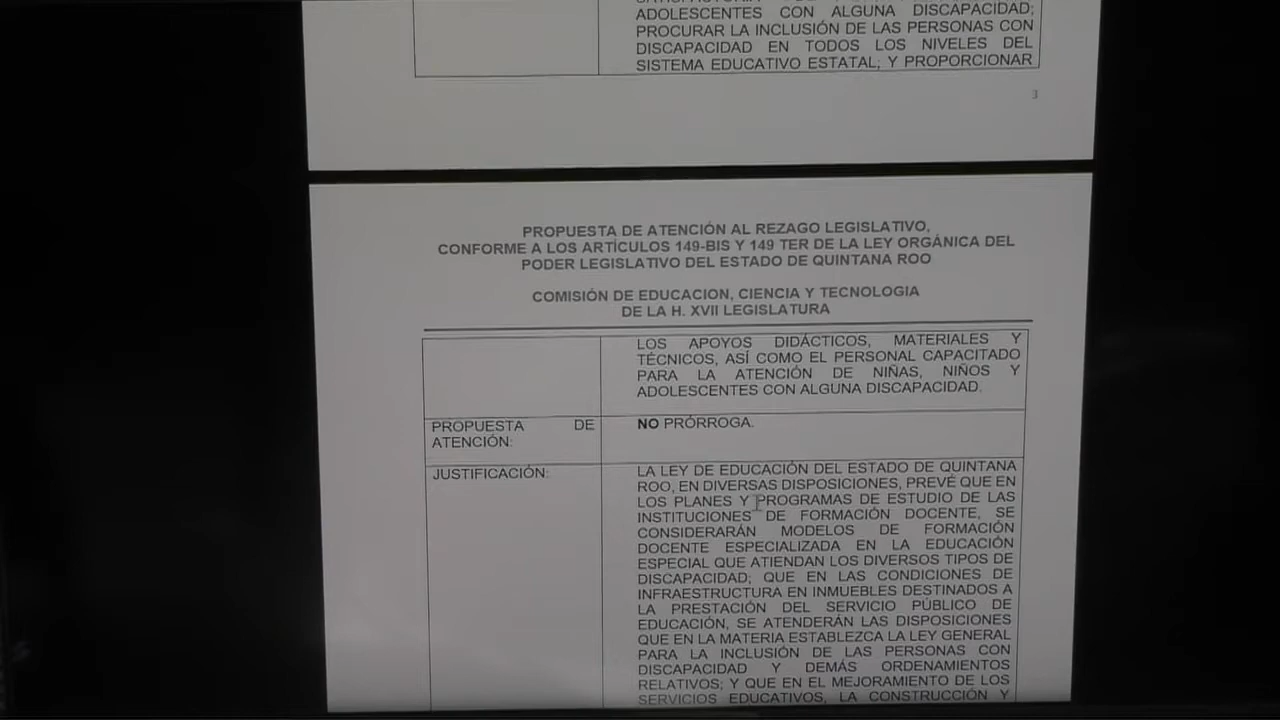 ADOLESCENTES CON ALGUNA DISCAPACIDAD;
PROCURAR LA INCLUSIÓN DE LAS PERSONAS CON
DISCAPACIDAD EN TODOS LOS NIVELES DEL
SISTEMA EDUCATIVO ESTATAL; Y PROPORCIONAR
3
PROPUESTA DE ATENCIÓN AL REZAGO LEGISLATIVO,
CONFORME A LOS ARTÍCULOS 149-BIS Y 149 TER DE LA LEY ORGÁNICA DEL
PODER LEGISLATIVO DEL ESTADO DE QUINTANA ROO
COMISIÓN DE EDUCACION, CIENCIA Y TECNOLOGIA
DE LA H. XVII LEGISLATURA
LOS APOYOS DIDÁCTICOS, MATERIALES Y
TÉCNICOS, ASÍ COMO EL PERSONAL CAPACITADO
PARA LA ATENCIÓN DE NIÑAS, NIÑOS Y
ADOLESCENTES CON ALGUNA DISCAPACIDAD.
PROPUESTA DE
ATENCIÓN:
NO PRÓRROGA.
JUSTIFICACIÓN:
LA LEY DE EDUCACIÓN DEL ESTADO DE QUINTANA
ROO, EN DIVERSAS DISPOSICIONES, PREVÉ QUE EN
LOS PLANES Y PROGRAMAS DE ESTUDIO DE LAS
INSTITUCIONES DE FORMACIÓN DOCENTE, SE
CONSIDERARÁN MODELOS DE FORMACIÓN
DOCENTE ESPECIALIZADA EN LA EDUCACIÓN
ESPECIAL QUE ATIENDAN LOS DIVERSOS TIPOS DE
DISCAPACIDAD; QUE EN LAS CONDICIONES DE
INFRAESTRUCTURA EN INMUEBLES DESTINADOS A
LA PRESTACIÓN DEL SERVICIO PÚBLICO DE
EDUCACIÓN, SE ATENDERÁN LAS DISPOSICIONES
QUE EN LA MATERIA ESTABLEZCA LA LEY GENERAL
PARA LA INCLUSIÓN DE LAS PERSONAS CON
DISCAPACIDAD Y DEMÁS ORDENAMIENTOS
RELATIVOS; Y QUE EN EL MEJORAMIENTO DE LOS
SERVICIOS EDUCATIVOS, LA CONSTRUCCIÓN Y